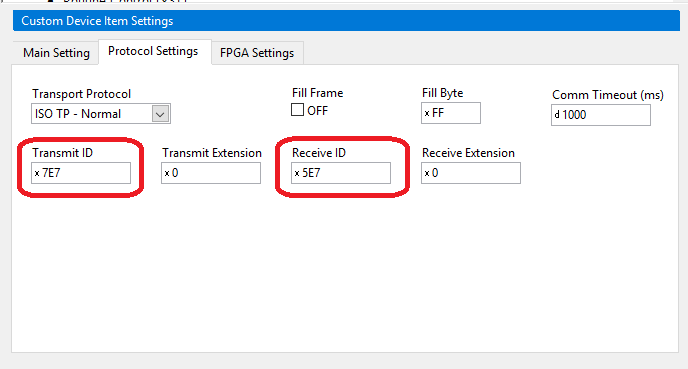 Custom Device Item Settings
Main Setting Protocol Settings FPGA Settings
Transport Protocol Fill Frame Fill Byte Comm Timeout (ms)
ISO TP - Normal OFF x FF d 1000
Transmit ID Transmit Extension Receive ID Receive Extension
x 7E7 x 0 x 5E7 x 0